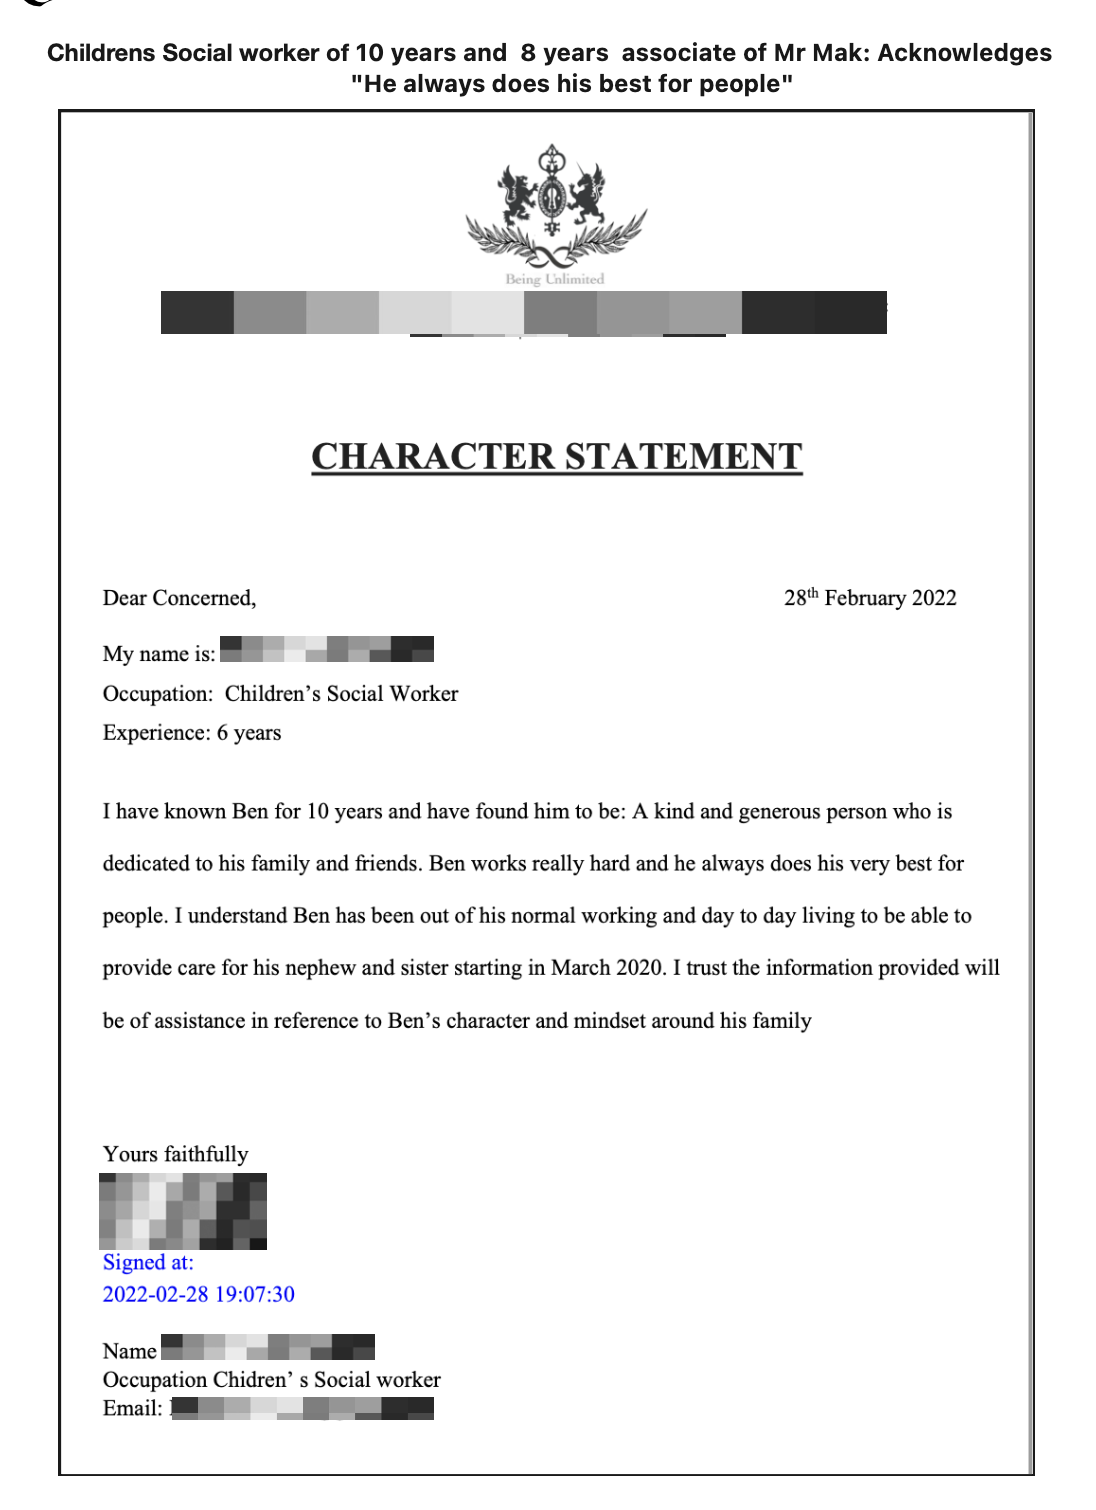 Childrens Social worker of 10 years and 8 years associate of Mr Mak: Acknowledges
"He always does his best for people"
Being Unlimited
CHARACTER STATEMENT
Dear Concerned, 28th February 2022
My name is:
Occupation: Children's Social Worker
Experience: 6 years
I have known Ben for 10 years and have found him to be: A kind and generous person who is
dedicated to his family and friends. Ben works really hard and he always does his very best for
people. I understand Ben has been out of his normal working and day to day living to be able to
provide care for his nephew and sister starting in March 2020. I trust the information provided will
be of assistance in reference to Ben's character and mindset around his family
Yours faithfully
Signed at:
2022-02-28 19:07:30
Name
Occupation Chidren' s Social worker
Email: